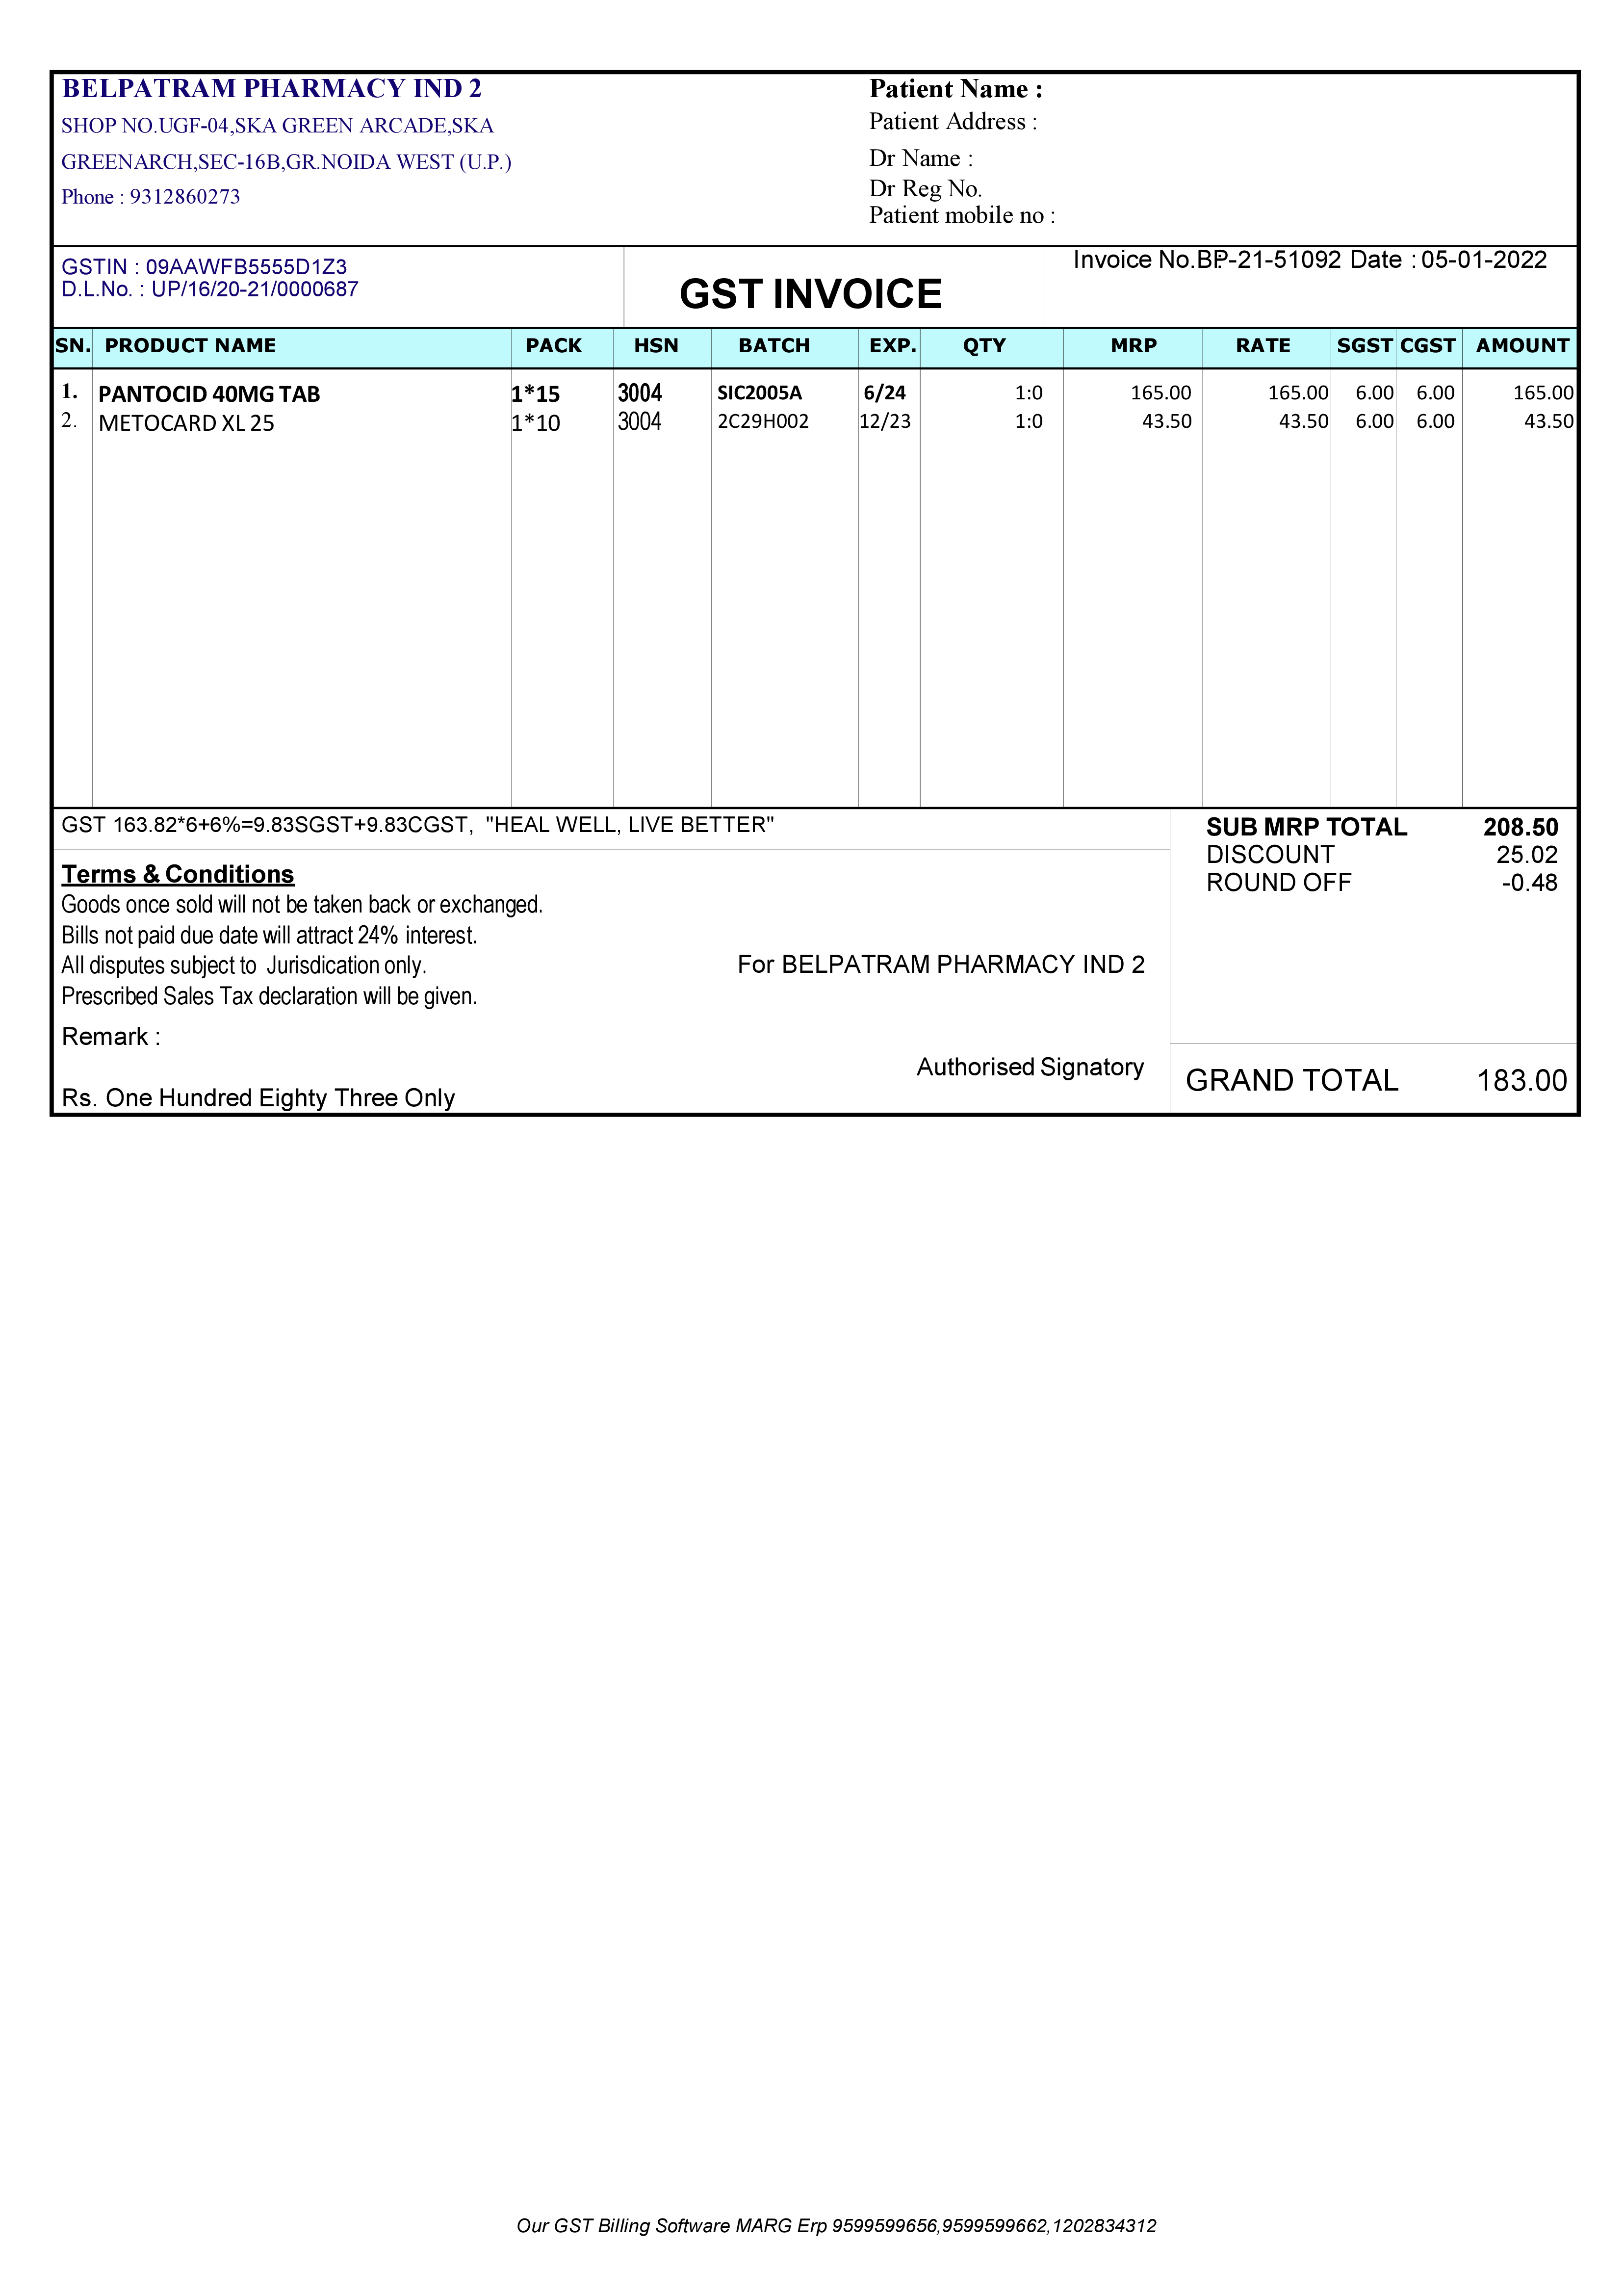 BELPATRAM PHARMACY IND 2
SHOP NO.UGF-04,SKA GREEN ARCADE,SKA
GREENARCH,SEC-16B,GR.NOIDA WEST (U.P.)
Phone : 9312860273
Patient Name :
Patient Address :
Dr Name :
Dr Reg No.
Patient mobile no :
GSTIN : 09AAWFB5555D1Z3
D.L.No. : UP/16/20-21/0000687
GST INVOICE
Invoice No.BP-21-51092 Date : 05-01-2022
SN. PRODUCT NAME PACK HSN BATCH EXP. QTY MRP RATE SGST CGST AMOUNT
1. PANTOCID 40MG TAB 1*15 3004 SIC2005A 6/24 1:0 165.00 165.00 6.00 6.00 165.00
2. METOCARD XL 25 1*10 3004 2C29H002 12/23 1:0 43.50 43.50 6.00 6.00 43.50
GST 163.82*6+6%=9.83SGST+9.83CGST, "HEAL WELL, LIVE BETTER"
SUB MRP TOTAL 208.50
DISCOUNT 25.02
ROUND OFF -0.48
Terms & Conditions
Goods once sold will not be taken back or exchanged.
Bills not paid due date will attract 24% interest.
All disputes subject to Jurisdication only.
Prescribed Sales Tax declaration will be given.
For BELPATRAM PHARMACY IND 2
Remark :
Authorised Signatory
Rs. One Hundred Eighty Three Only
GRAND TOTAL 183.00
Our GST Billing Software MARG Erp 9599599656,9599599662,1202834312